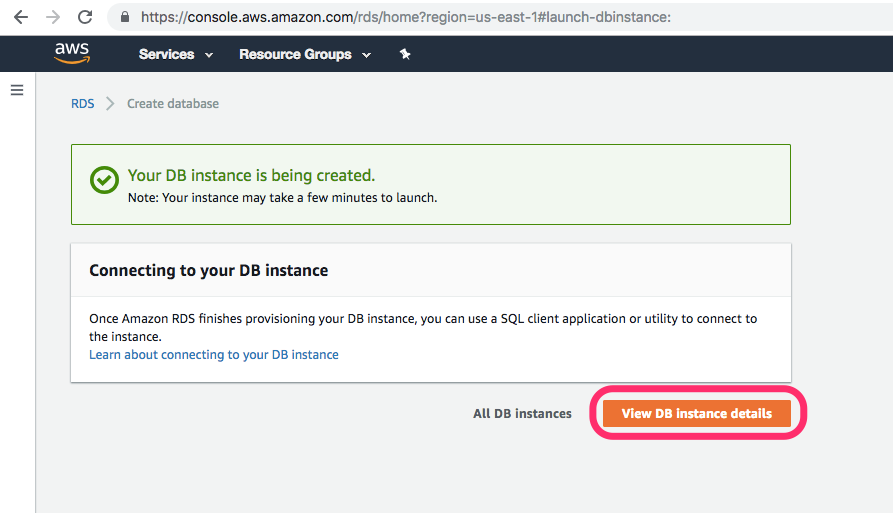 https://console.aws.amazon.com/rds/home?region=us-east-1#launch-dbinstance:
aws Services Resource Groups
RDS Create database
Your DB instance is being created.
Note: Your instance may take a few minutes to launch.
Connecting to your DB instance
Once Amazon RDS finishes provisioning your DB instance, you can use a SQL client application or utility to connect to
the instance.
Learn about connecting to your DB instance
All DB instances View DB instance details